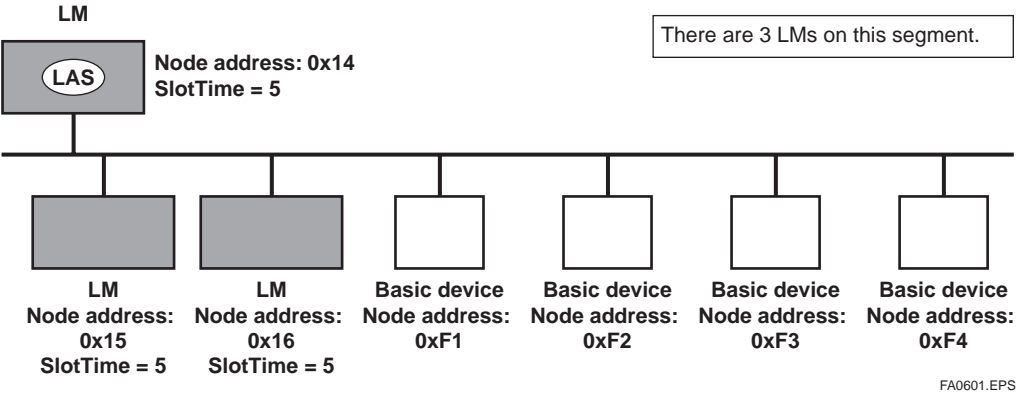 LM
LAS
Node address: 0x14
SlotTime = 5
There are 3 LMs on this segment.
LM
Node address:
0x15
SlotTime = 5
LM
Node address:
0x16
SlotTime = 5
Basic device
Node address:
0xF1
Basic device
Node address:
0xF2
Basic device
Node address:
0xF3
Basic device
Node address:
0xF4
FA0601.EPS